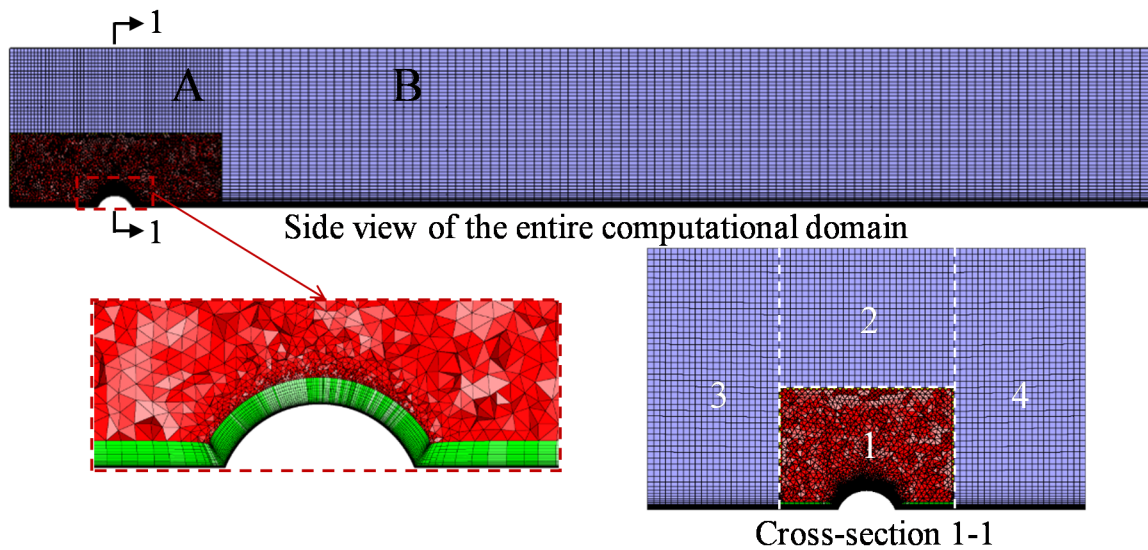 1
A
B
1
Side view of the entire computational domain
2
3
4
1
Cross-section 1-1